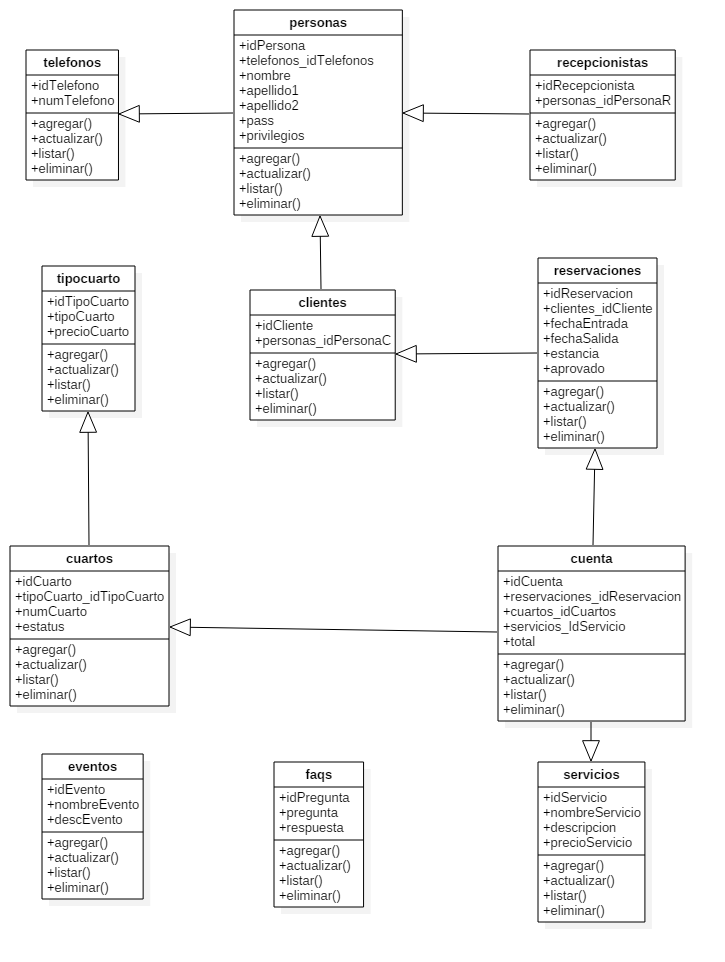 personas
+idPersona
+telefonos_idTelefonos
+nombre
+apellido1
+apellido2
+pass
+privilegios
+agregar()
+actualizar()
+listar()
+eliminar()
telefonos
+idTelefono
+numTelefono
+agregar()
+actualizar()
+listar()
+eliminar()
recepcionistas
+idRecepcionista
+personas_idPersonaR
+agregar()
+actualizar()
+listar()
+eliminar()
tipocuarto
+idTipoCuarto
+tipoCuarto
+precioCuarto
+agregar()
+actualizar()
+listar()
+eliminar()
clientes
+idCliente
+personas_idPersonaC
+agregar()
+actualizar()
+listar()
+eliminar()
reservaciones
+idReservacion
+clientes_idCliente
+fechaEntrada
+fechaSalida
+estancia
+aprovado
+agregar()
+actualizar()
+listar()
+eliminar()
cuartos
+idCuarto
+tipoCuarto_idTipoCuarto
+numCuarto
+estatus
+agregar()
+actualizar()
+listar()
+eliminar()
cuenta
+idCuenta
+reservaciones_idReservacion
+cuartos_idCuartos
+servicios_IdServicio
+total
+agregar()
+actualizar()
+listar()
+eliminar()
eventos
+idEvento
+nombreEvento
+descEvento
+agregar()
+actualizar()
+listar()
+eliminar()
faqs
+idPregunta
+pregunta
+respuesta
+agregar()
+actualizar()
+listar()
+eliminar()
servicios
+idServicio
+nombreServicio
+descripcion
+precioServicio
+agregar()
+actualizar()
+listar()
+eliminar()